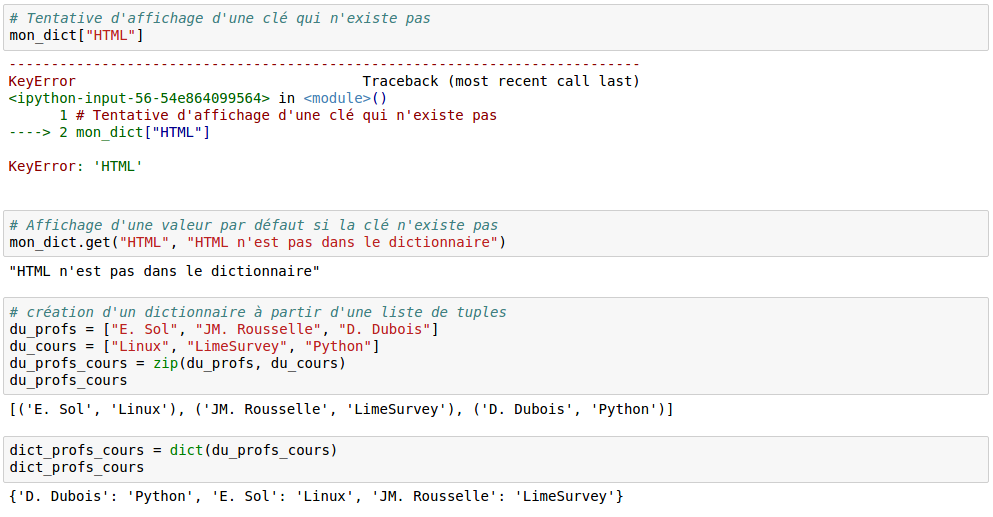 # Tentative d'affichage d'une clé qui n'existe pas
mon_dict["HTML"]
---------------------------------------------------------------------------
KeyError                                  Traceback (most recent call last)
<ipython-input-56-54e864099564> in <module>()
      1 # Tentative d'affichage d'une clé qui n'existe pas
----> 2 mon_dict["HTML"]

KeyError: 'HTML'
# Affichage d'une valeur par défaut si la clé n'existe pas
mon_dict.get("HTML", "HTML n'est pas dans le dictionnaire")
"HTML n'est pas dans le dictionnaire"
# création d'un dictionnaire à partir d'une liste de tuples
du_profs = ["E. Sol", "JM. Rousselle", "D. Dubois"]
du_cours = ["Linux", "LimeSurvey", "Python"]
du_profs_cours = zip(du_profs, du_cours)
du_profs_cours
[('E. Sol', 'Linux'), ('JM. Rousselle', 'LimeSurvey'), ('D. Dubois', 'Python')]
dict_profs_cours = dict(du_profs_cours)
dict_profs_cours
{'D. Dubois': 'Python', 'E. Sol': 'Linux', 'JM. Rousselle': 'LimeSurvey'}